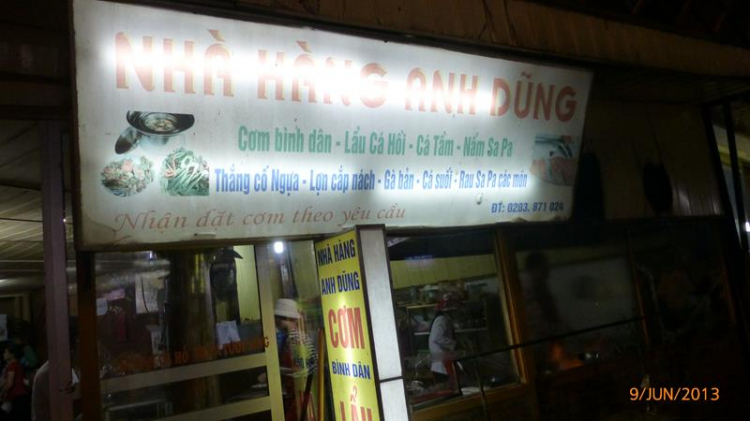 NHÀ HÀNG ANH DŨNG
Cơm bình dân - Lẩu Cá Hồi - Cá Tầm - Nấm Sa Pa
Thắng cố Ngựa - Lợn cắp nách - Gà bản - Cá suối - Rau Sa Pa các món
Nhận đặt cơm theo yêu cầu
ĐT: 0203. 871 024
NHÀ HÀNG
ANH DŨNG
CƠM
BÌNH DÂN
LẨU
9/JUN/2013